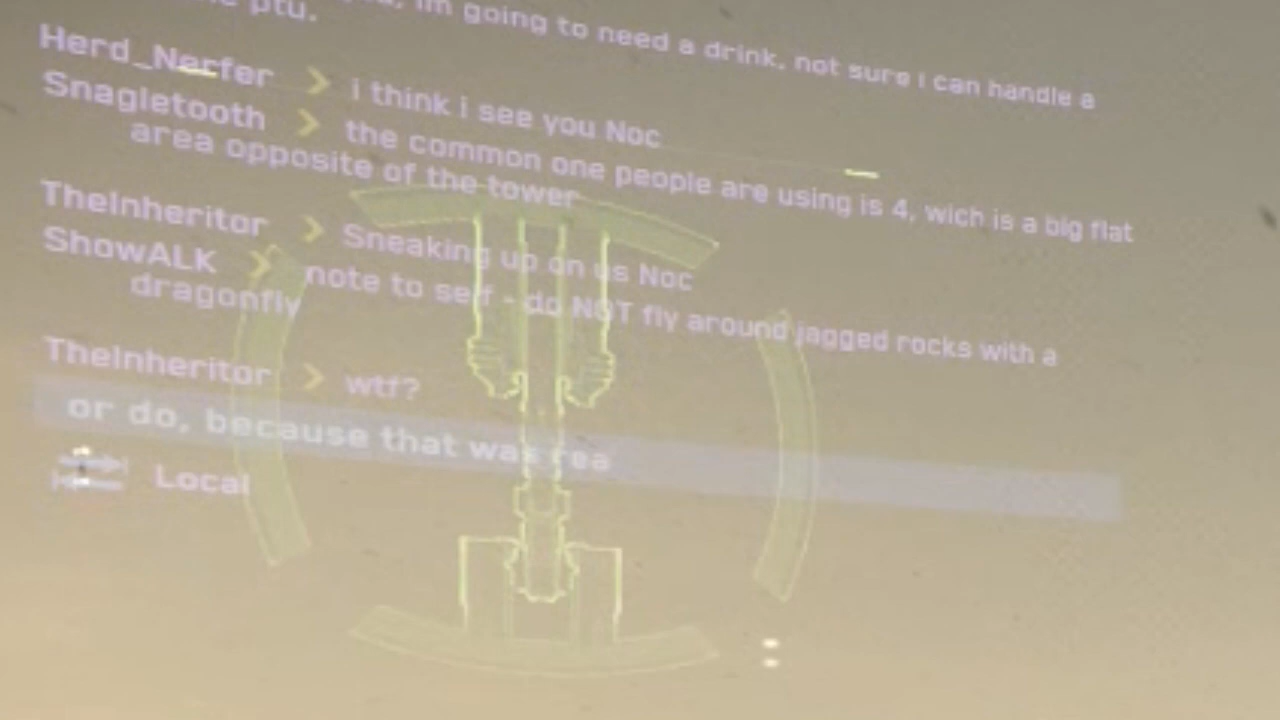 im going to need a drink, not sure i can handle a
ptu.
Herd_Nerfer > i think i see you Noc
Snagletooth > the common one people are using is 4, wich is a big flat
area opposite of the tower
TheInheritor > Sneaking up on us Noc
ShowALK > note to self - do NOT fly around jagged rocks with a
dragonfly
TheInheritor > wtf?
or do, because that was rea
Local